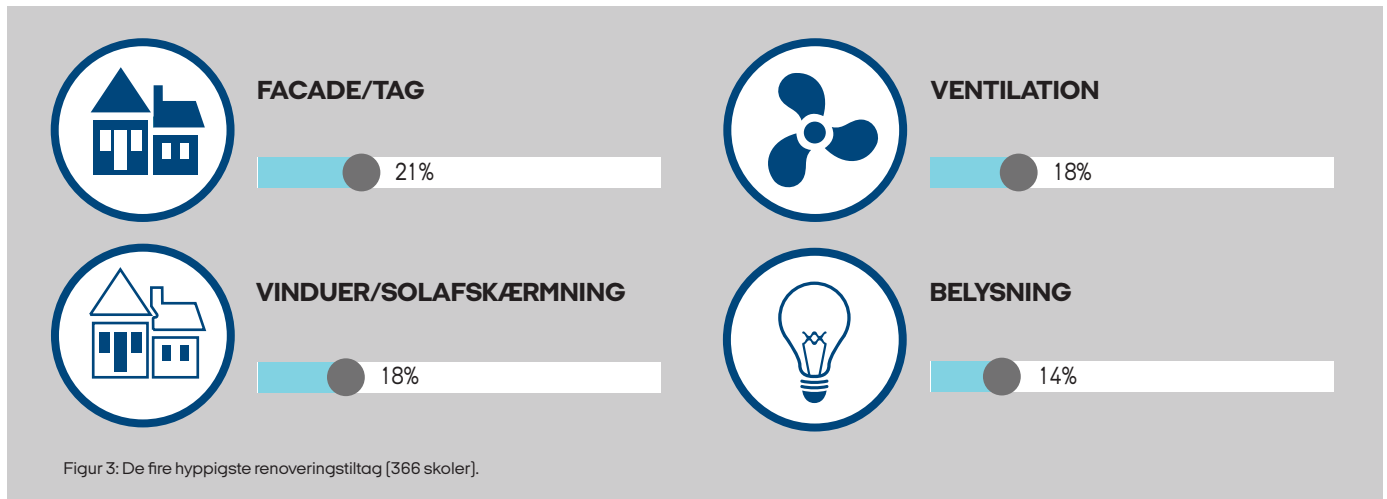 FACADE/TAG
21%
VENTILATION
18%
VINDUER/SOLAFSKÆRMNING
18%
BELYSNING
14%
Figur 3: De fire hyppigste renoveringstiltag (366 skoler).